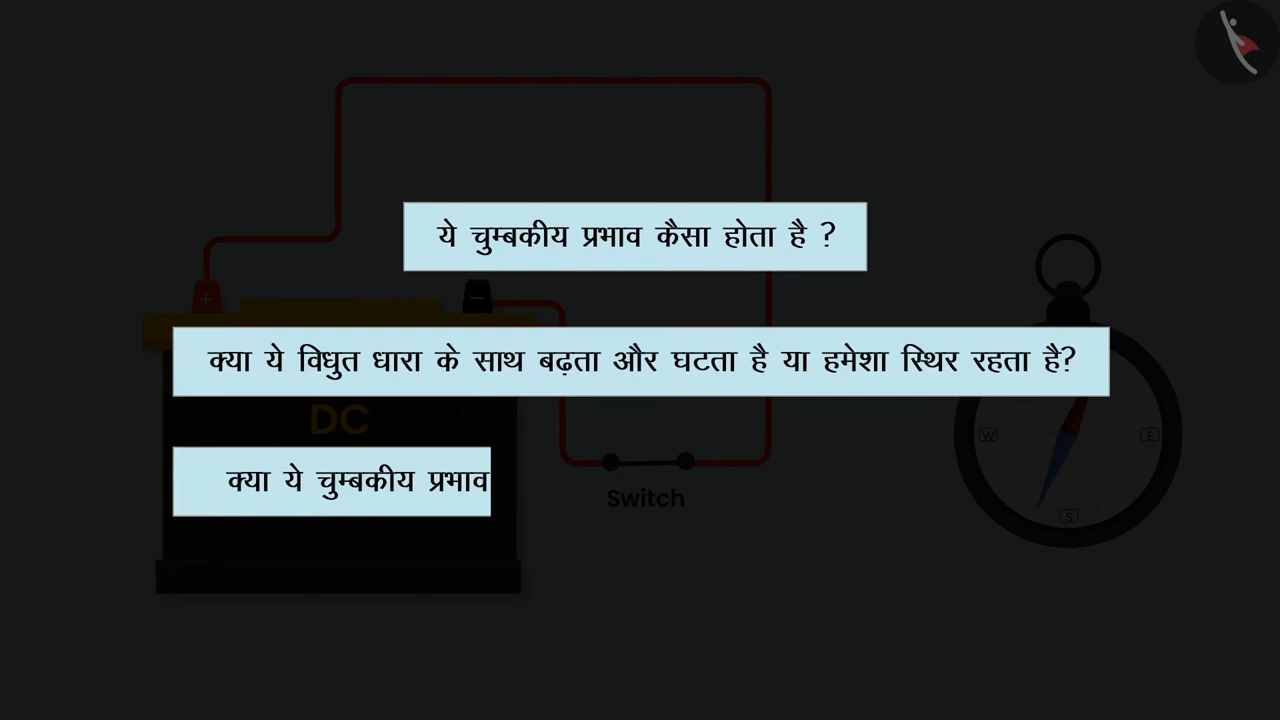 ये चुम्बकीय प्रभाव कैसा होता है ?
क्या ये विधुत धारा के साथ बढ़ता और घटता है या हमेशा स्थिर रहता है?
क्या ये चुम्बकीय प्रभाव
+
−
DC
Switch
W
E
S